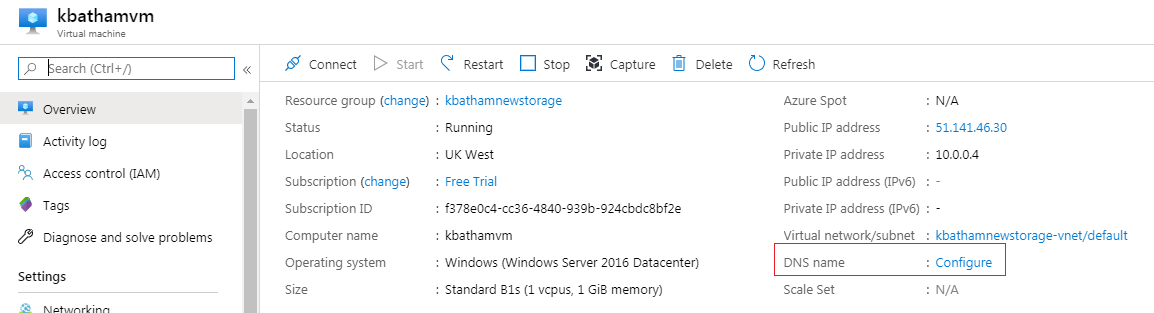 kbathamvm
Virtual machine
Search (Ctrl+/)
«
Overview
Activity log
Access control (IAM)
Tags
Diagnose and solve problems
Settings
Networking
Connect Start Restart Stop Capture Delete Refresh
Resource group (change) : kbathamnewstorage
Status : Running
Location : UK West
Subscription (change) : Free Trial
Subscription ID : f378e0c4-cc36-4840-939b-924cbdc8bf2e
Computer name : kbathamvm
Operating system : Windows (Windows Server 2016 Datacenter)
Size : Standard B1s (1 vcpus, 1 GiB memory)
Azure Spot : N/A
Public IP address : 51.141.46.30
Private IP address : 10.0.0.4
Public IP address (IPv6) : -
Private IP address (IPv6) : -
Virtual network/subnet : kbathamnewstorage-vnet/default
DNS name : Configure
Scale Set : N/A